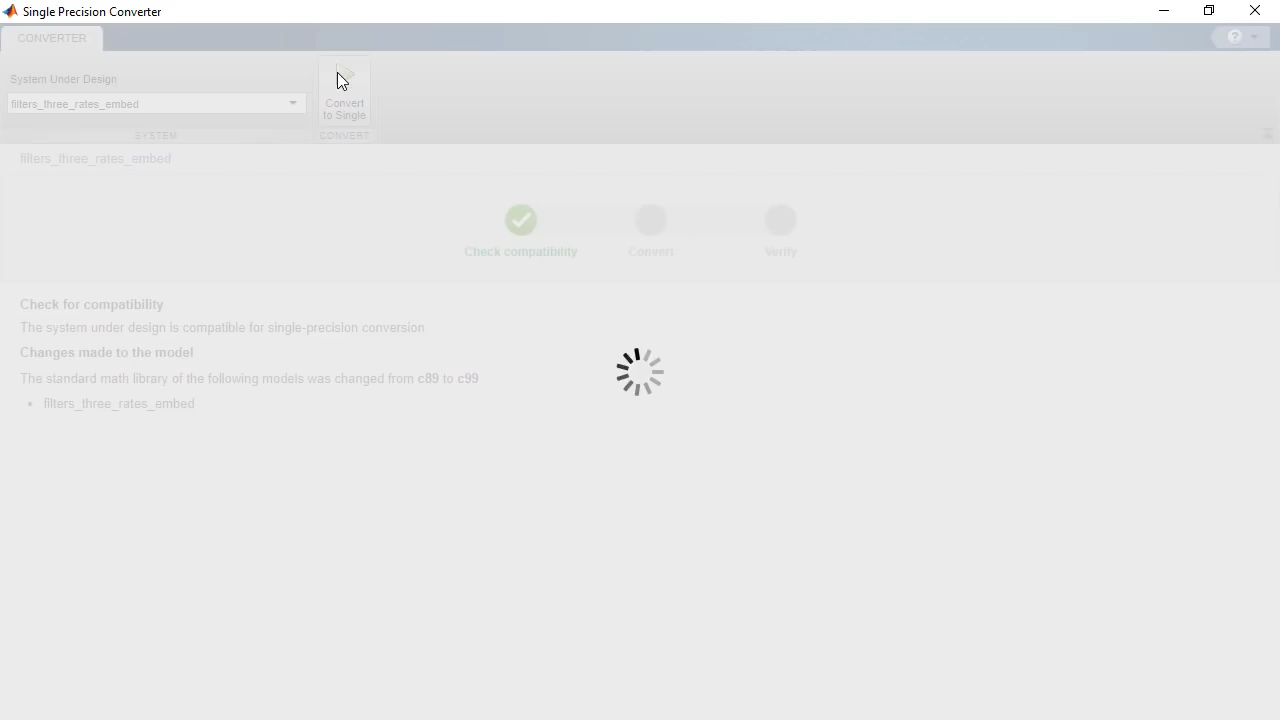 Single Precision Converter
CONVERTER
?
System Under Design
filters_three_rates_embed
Convert
to Single
SYSTEM
CONVERT
filters_three_rates_embed
Check compatibility
Convert
Verify
Check for compatibility
The system under design is compatible for single-precision conversion
Changes made to the model
The standard math library of the following models was changed from c89 to c99
• filters_three_rates_embed